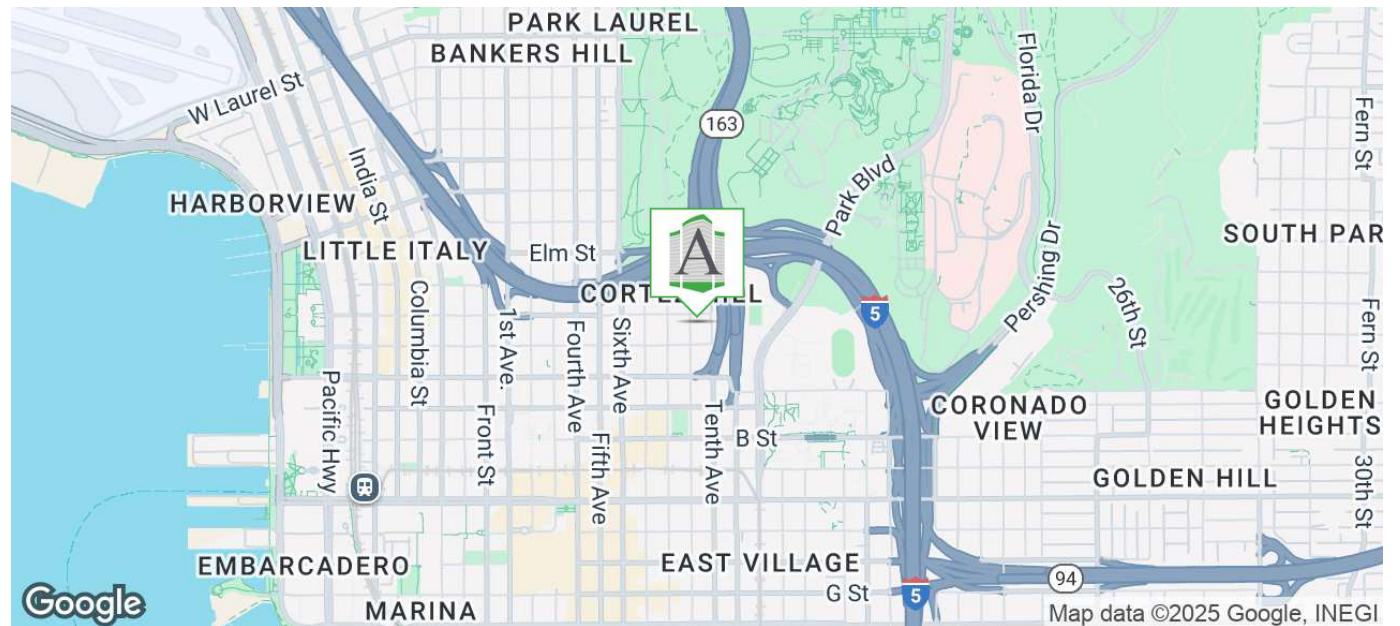 PARK LAUREL
BANKERS HILL
Florida Dr
W Laurel St
163
Fern St
India St
Park Blvd
HARBORVIEW
LITTLE ITALY
Elm St
A
SOUTH PAR
Pershing Dr
26th St
HILL
5
Columbia St
1st Ave.
Fourth Ave
Sixth Ave
Fern St
Pacific Hwy
Front St
Fifth Ave
Tenth Ave
B St
CORONADO
VIEW
GOLDEN
HEIGHTS
GOLDEN HILL
30th St
EMBARCADERO
EAST VILLAGE
94
G St
5
MARINA
Google
Map data ©2025 Google, INEGI